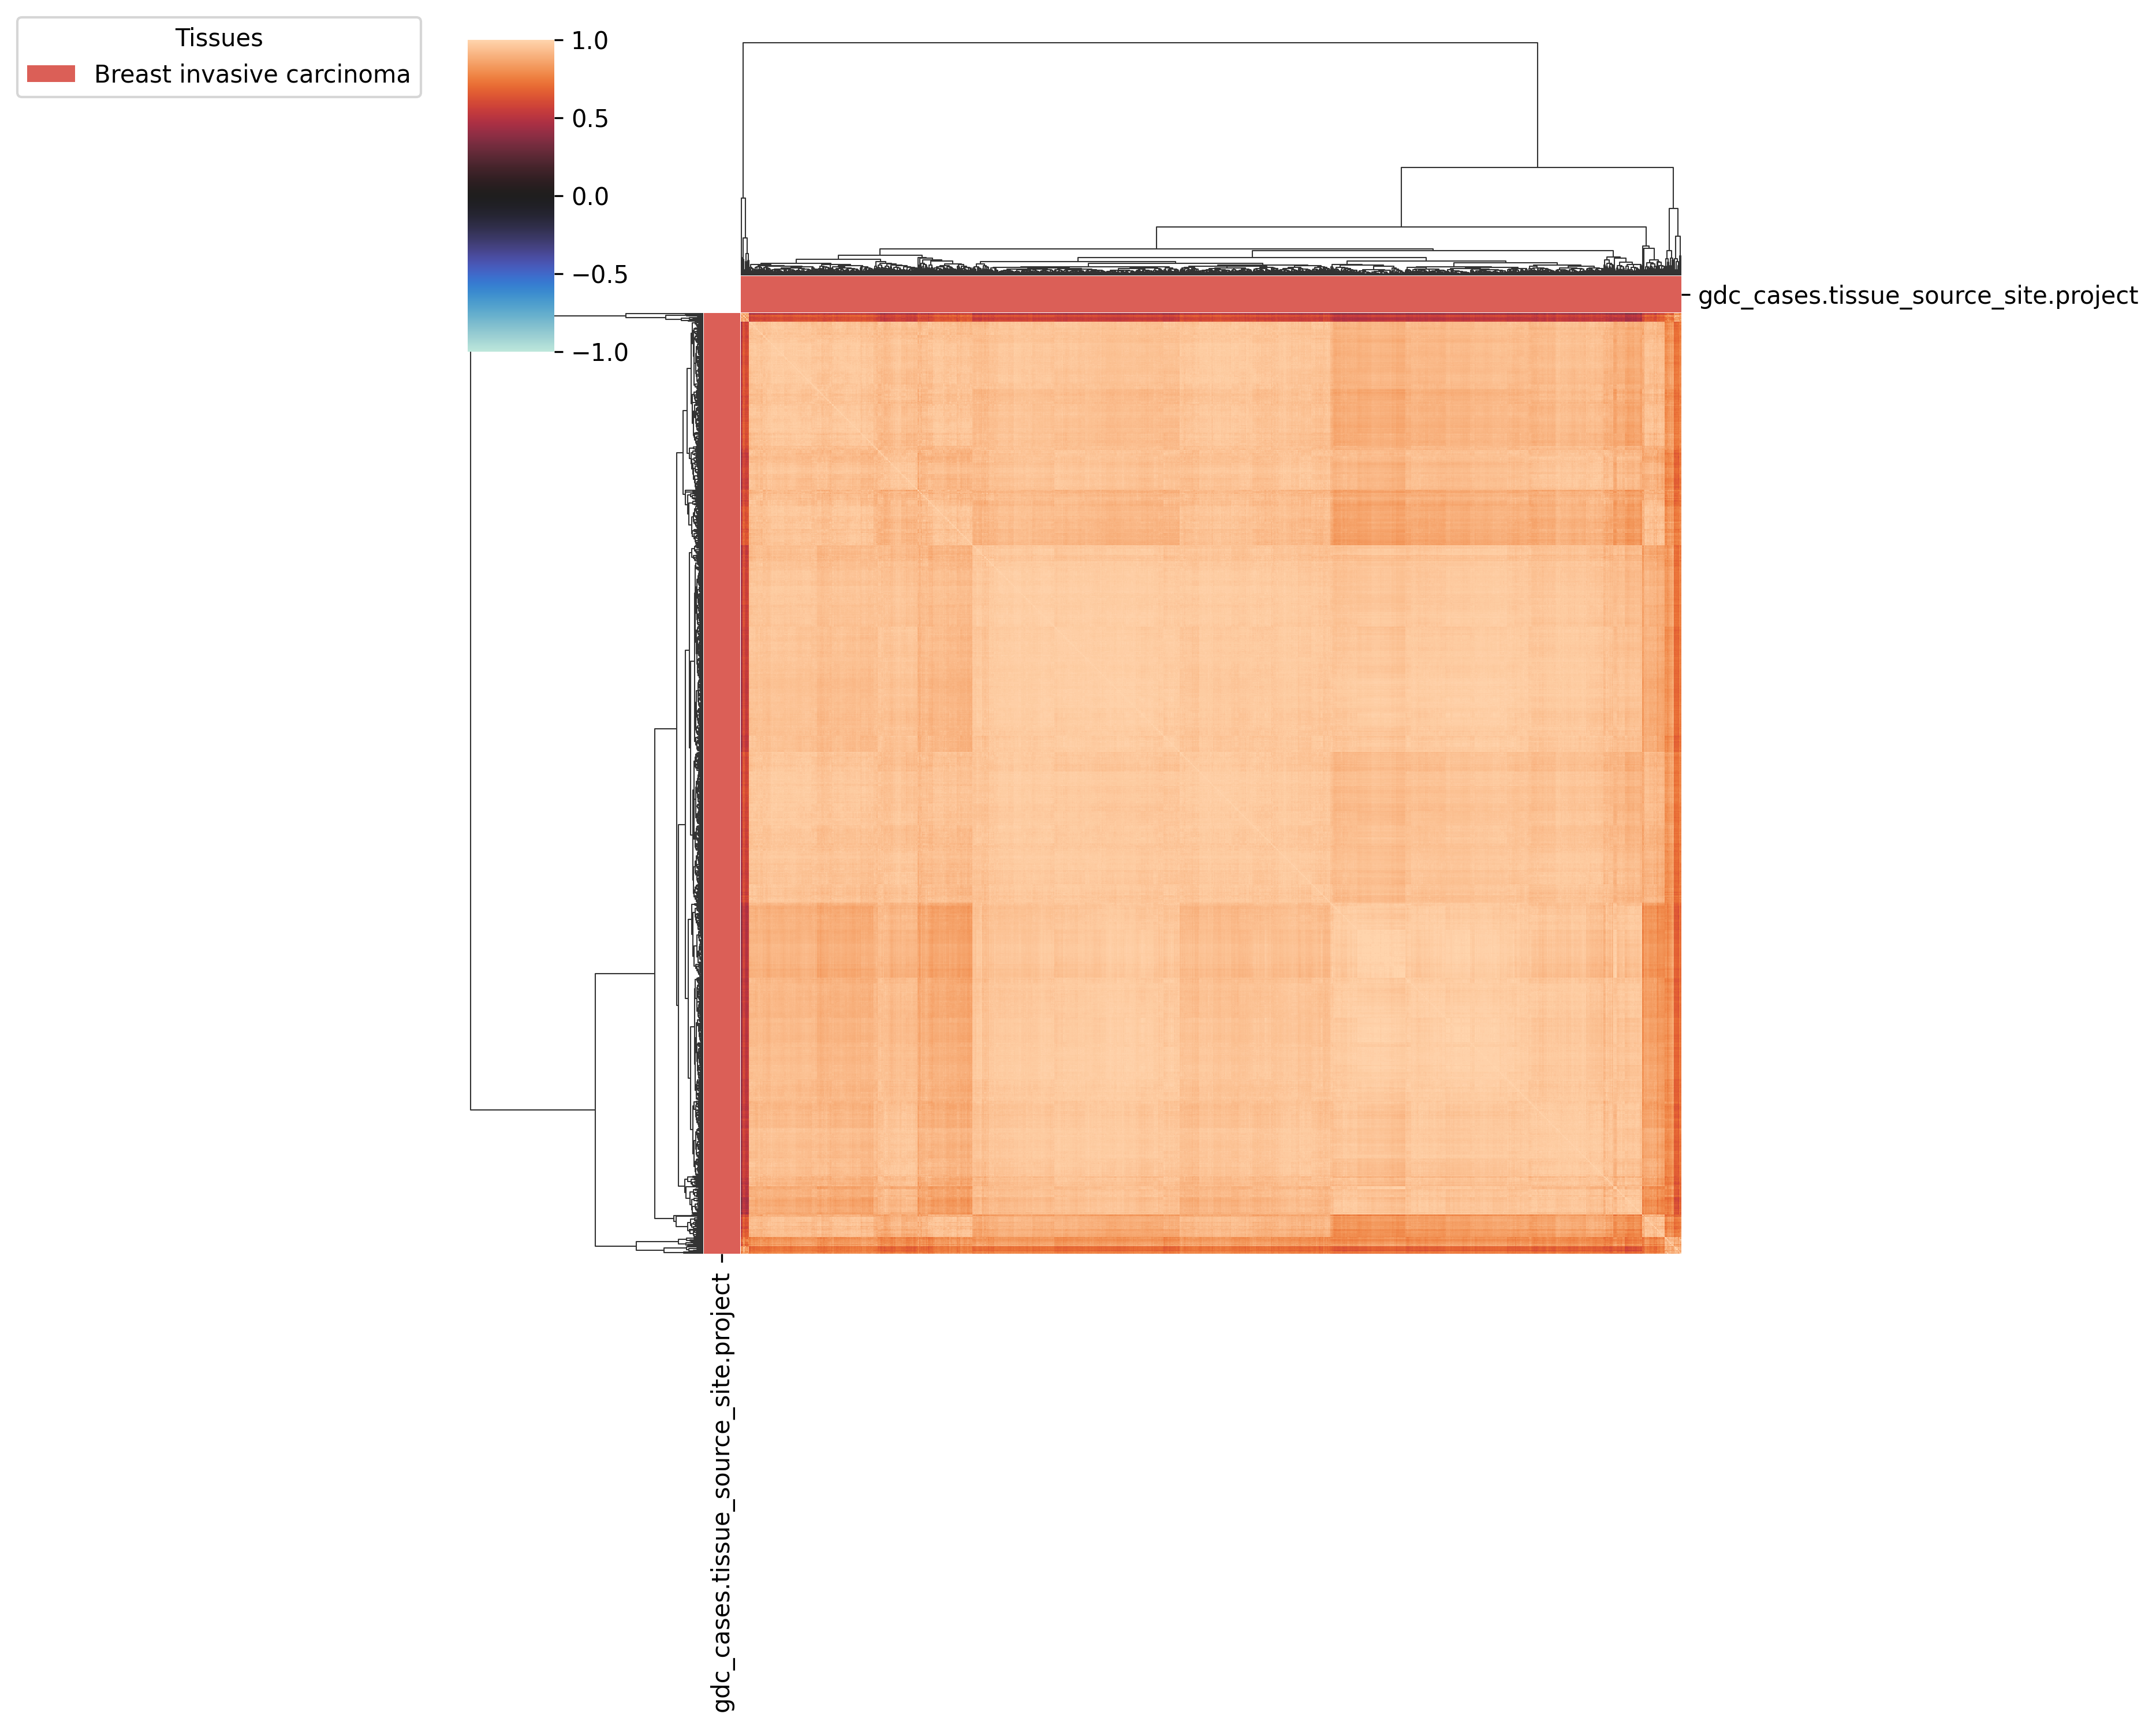 Tissues
Breast invasive carcinoma
1.0
0.5
0.0
−0.5
−1.0
gdc_cases.tissue_source_site.project
gdc_cases.tissue_source_site.project